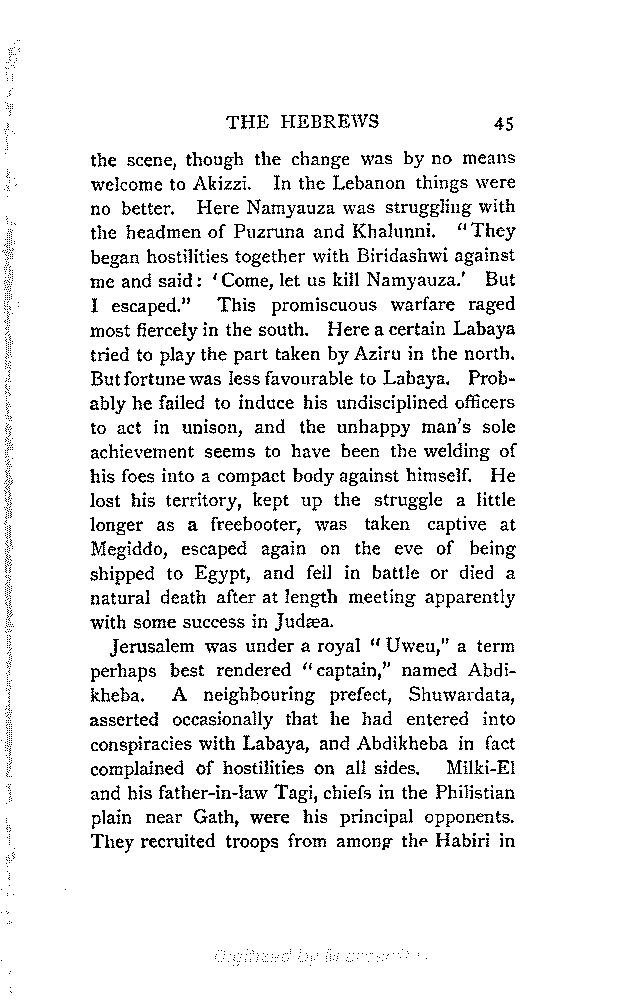 THE HEBREWS 45
the scene, though the change was by no means
welcome to Akizzi. In the Lebanon things were
no better. Here Namyauza was struggling with
the headmen of Puzruna and Khalunni. "They
began hostilities together with Biridashwi against
me and said: 'Come, let us kill Namyauza.' But
I escaped." This promiscuous warfare raged
most fiercely in the south. Here a certain Labaya
tried to play the part taken by Aziru in the north.
But fortune was less favourable to Labaya. Prob-
ably he failed to induce his undisciplined officers
to act in unison, and the unhappy man's sole
achievement seems to have been the welding of
his foes into a compact body against himself. He
lost his territory, kept up the struggle a little
longer as a freebooter, was taken captive at
Megiddo, escaped again on the eve of being
shipped to Egypt, and fell in battle or died a
natural death after at length meeting apparently
with some success in Judæa.
Jerusalem was under a royal "Uweu," a term
perhaps best rendered "captain," named Abdi-
kheba. A neighbouring prefect, Shuwardata,
asserted occasionally that he had entered into
conspiracies with Labaya, and Abdikheba in fact
complained of hostilities on all sides. Milki-El
and his father-in-law Tagi, chiefs in the Philistian
plain near Gath, were his principal opponents.
They recruited troops from among the Habiri in
Digitized by